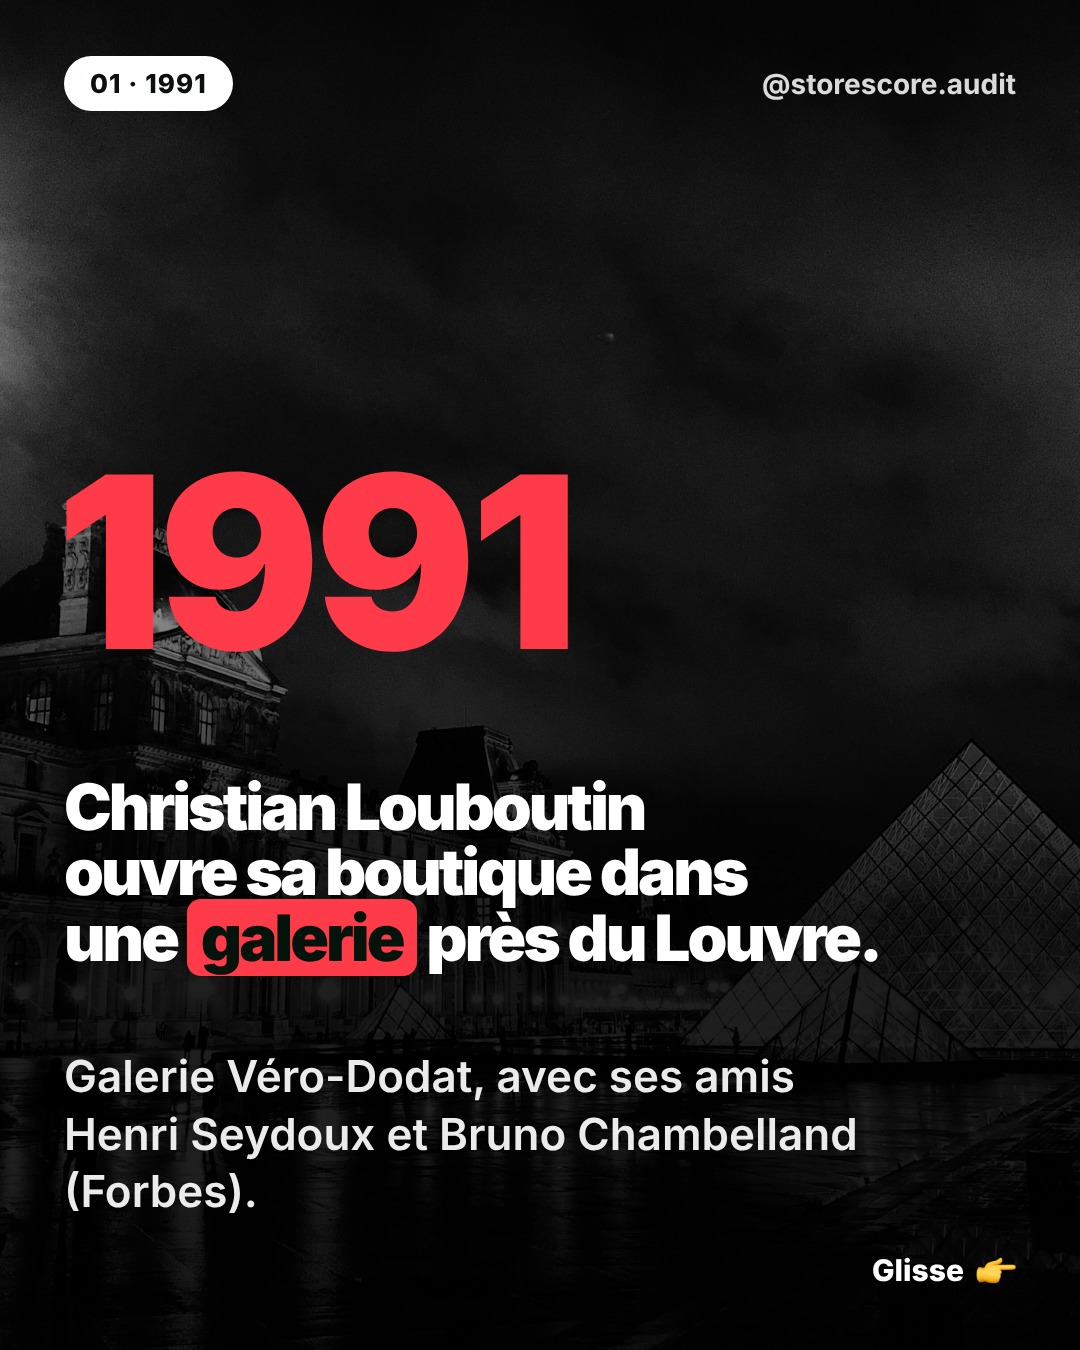 01 · 1991
@storescore.audit
1991
Christian Louboutin
ouvre sa boutique dans
une galerie près du Louvre.
Galerie Véro-Dodat, avec ses amis
Henri Seydoux et Bruno Chambelland
(Forbes).
Glisse 👉